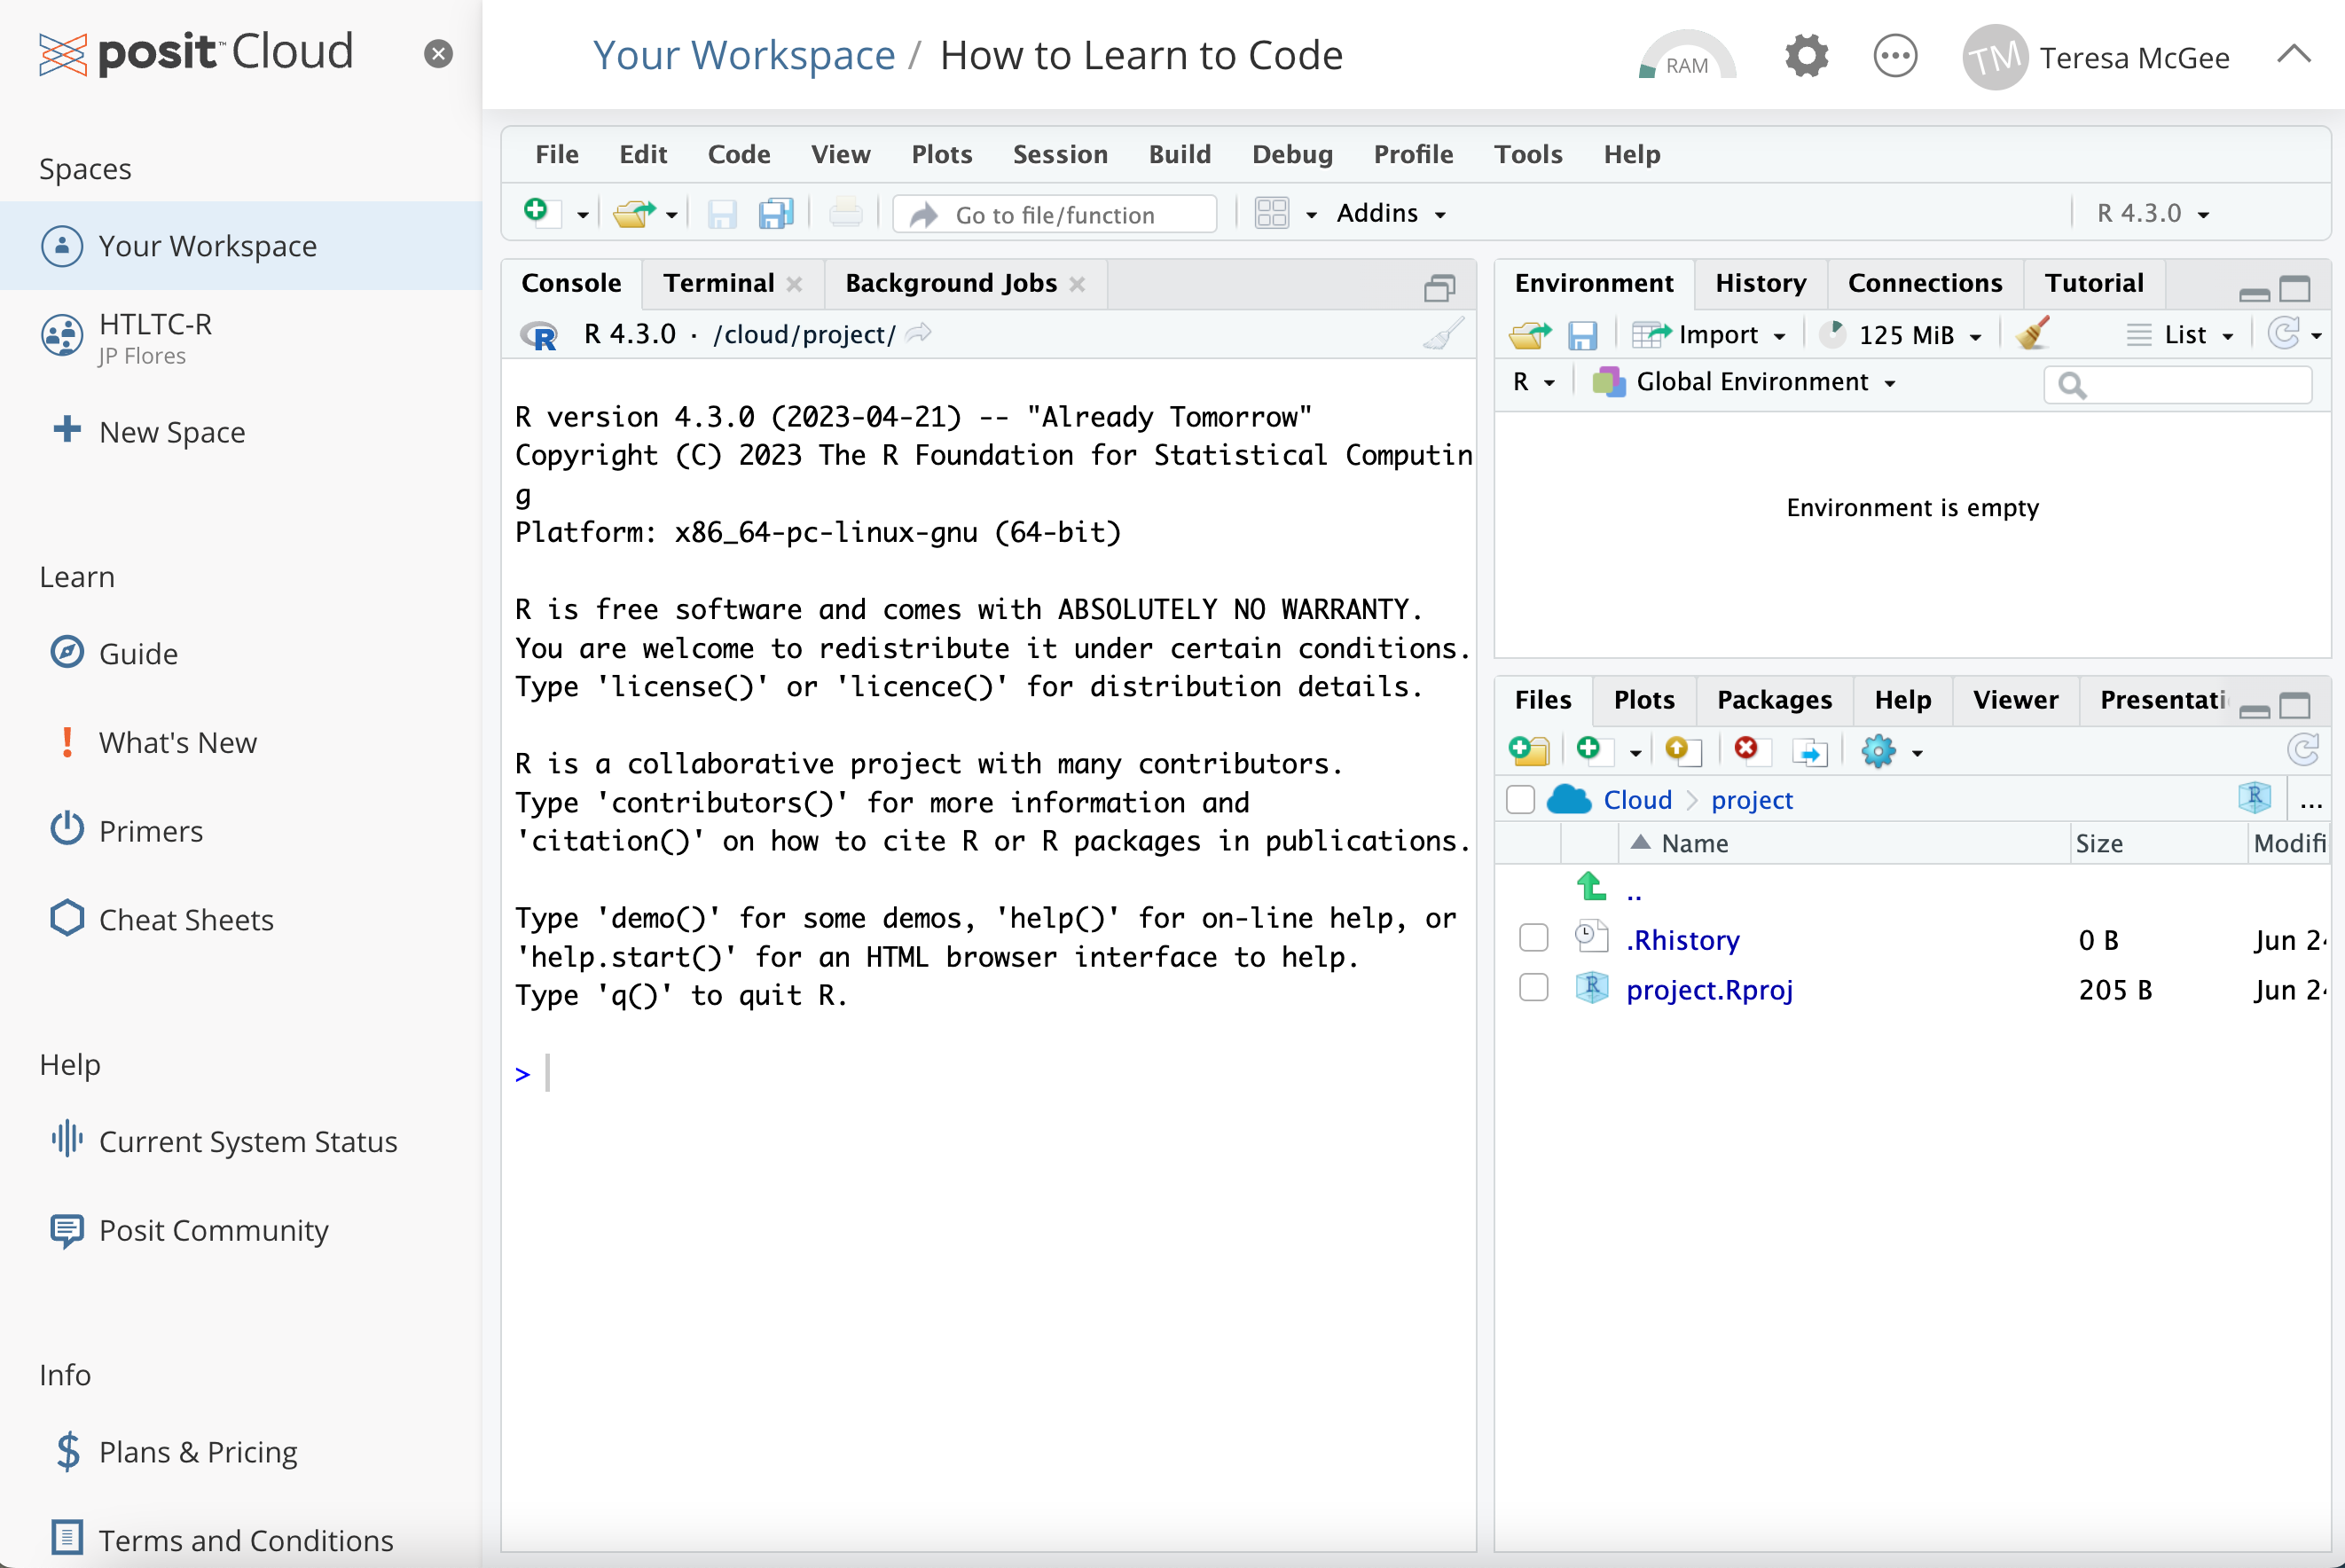 posit™ Cloud
Spaces
Your Workspace
HTLTC-R
JP Flores
New Space
Learn
Guide
What's New
Primers
Cheat Sheets
Help
Current System Status
Posit Community
Info
Plans & Pricing
Terms and Conditions
Your Workspace / How to Learn to Code
RAM
TM Teresa McGee
File Edit Code View Plots Session Build Debug Profile Tools Help
Go to file/function Addins R 4.3.0
Console Terminal Background Jobs
R 4.3.0 · /cloud/project/
R version 4.3.0 (2023-04-21) -- "Already Tomorrow"
Copyright (C) 2023 The R Foundation for Statistical Computin
g
Platform: x86_64-pc-linux-gnu (64-bit)
R is free software and comes with ABSOLUTELY NO WARRANTY.
You are welcome to redistribute it under certain conditions.
Type 'license()' or 'licence()' for distribution details.
R is a collaborative project with many contributors.
Type 'contributors()' for more information and
'citation()' on how to cite R or R packages in publications.
Type 'demo()' for some demos, 'help()' for on-line help, or
'help.start()' for an HTML browser interface to help.
Type 'q()' to quit R.
>
Environment History Connections Tutorial
Import 125 MiB List
R Global Environment
Environment is empty
Files Plots Packages Help Viewer Presentati
Cloud > project ...
Name Size Modifi
..
.Rhistory 0 B Jun 2
project.Rproj 205 B Jun 2